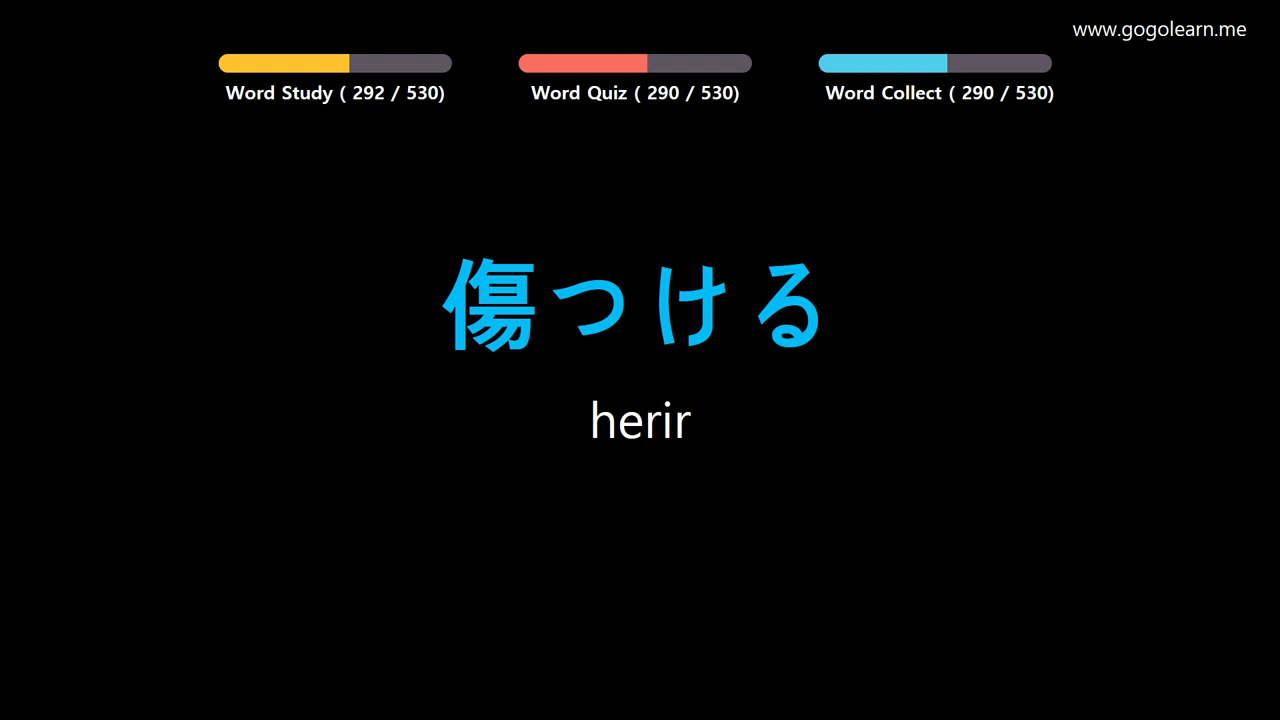 www.gogolearn.me
Word Study ( 292 / 530)
Word Quiz ( 290 / 530)
Word Collect ( 290 / 530)
傷つける
herir